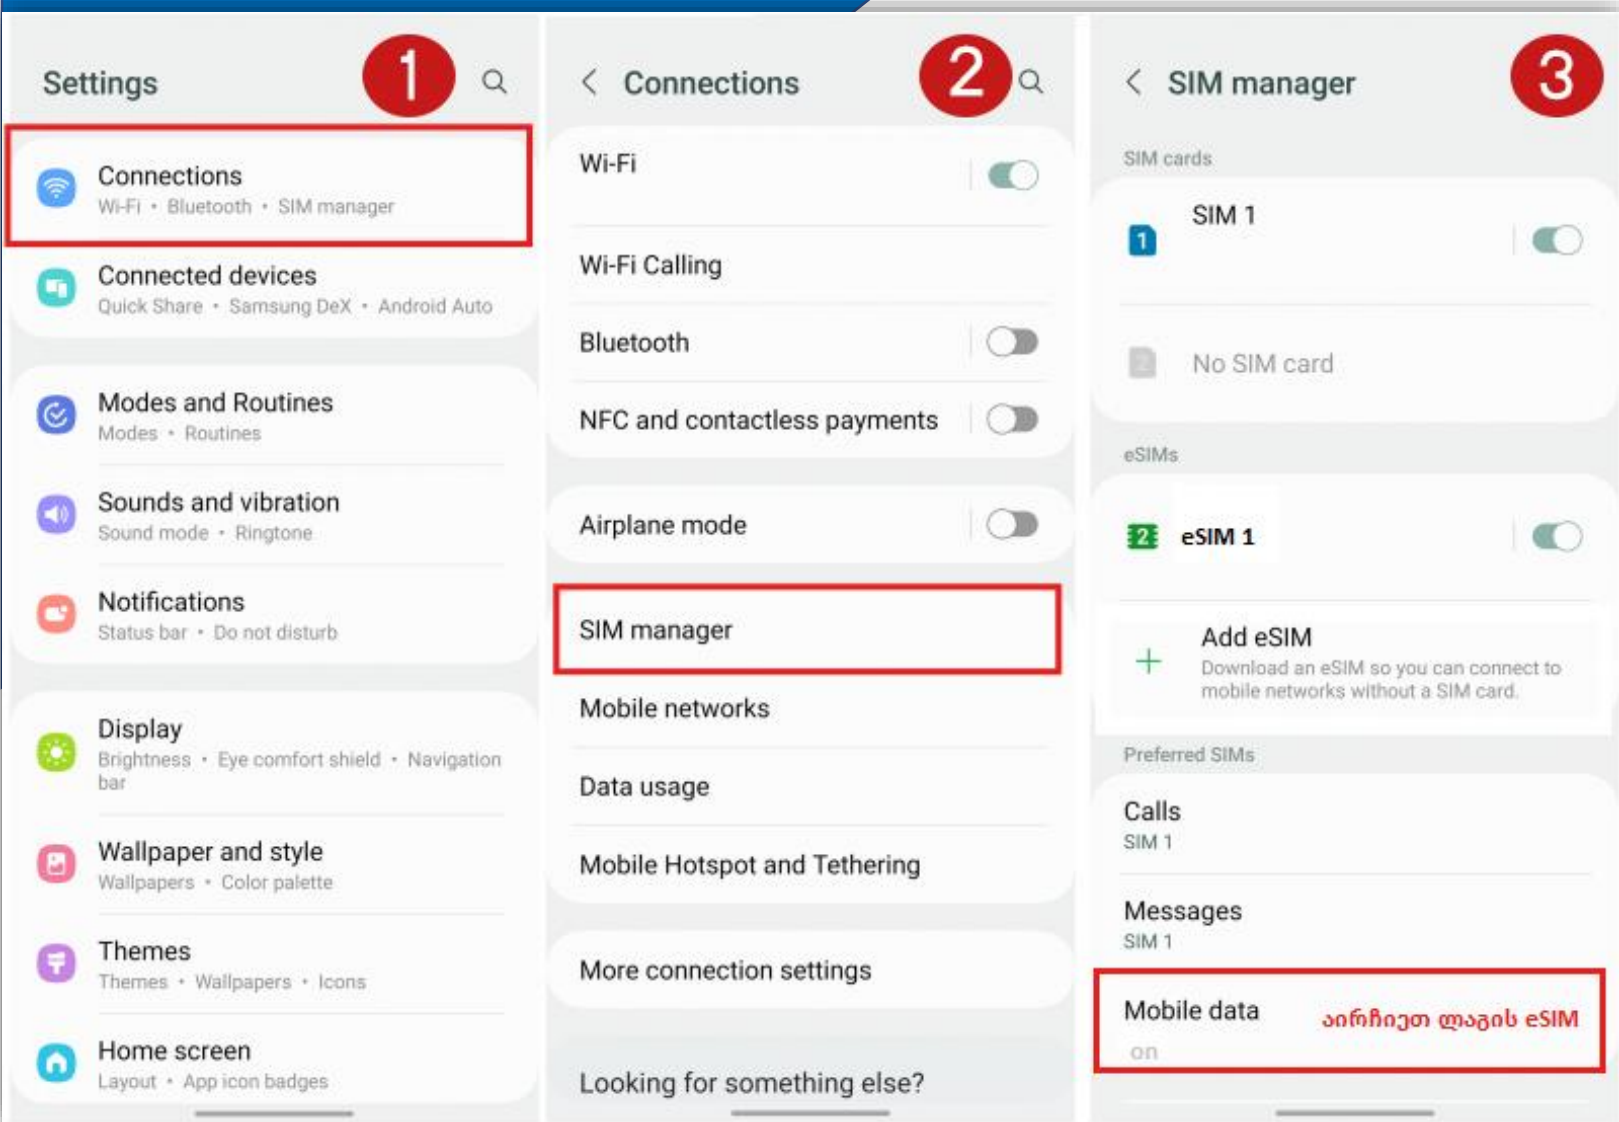 Settings
1
Connections
Wi-Fi • Bluetooth • SIM manager
Connected devices
Quick Share • Samsung DeX • Android Auto
Modes and Routines
Modes • Routines
Sounds and vibration
Sound mode • Ringtone
Notifications
Status bar • Do not disturb
Display
Brightness • Eye comfort shield • Navigation
bar
Wallpaper and style
Wallpapers • Color palette
Themes
Themes • Wallpapers • Icons
Home screen
Layout • App icon badges
Connections
2
Wi-Fi
Wi-Fi Calling
Bluetooth
NFC and contactless payments
Airplane mode
SIM manager
Mobile networks
Data usage
Mobile Hotspot and Tethering
More connection settings
Looking for something else?
SIM manager
3
SIM cards
1
SIM 1
2
No SIM card
eSIMs
2
eSIM 1
Add eSIM
Download an eSIM so you can connect to
mobile networks without a SIM card.
Preferred SIMs
Calls
SIM 1
Messages
SIM 1
Mobile data
აირჩიეთ ლაგის eSIM
on